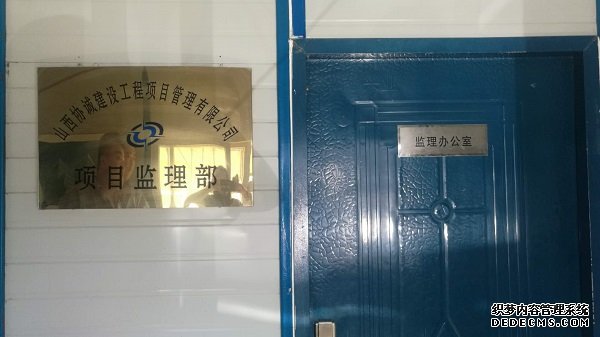 山西协诚建设工程项目管理有限公司
项目监理部
监理办公室
织梦内容管理系统
DEDECMS.COM